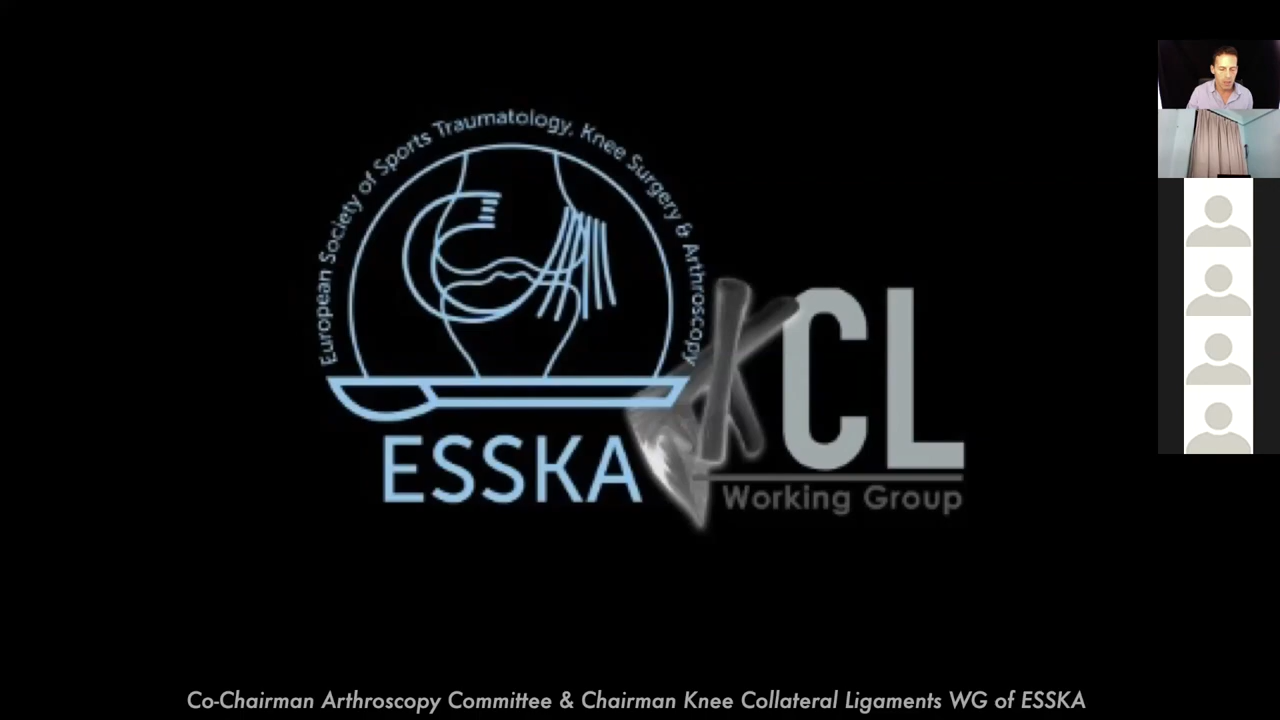 European Society of Sports Traumatology, Knee Surgery & Arthroscopy
ESSKA
KCL
Working Group
Co-Chairman Arthroscopy Committee & Chairman Knee Collateral Ligaments WG of ESSKA